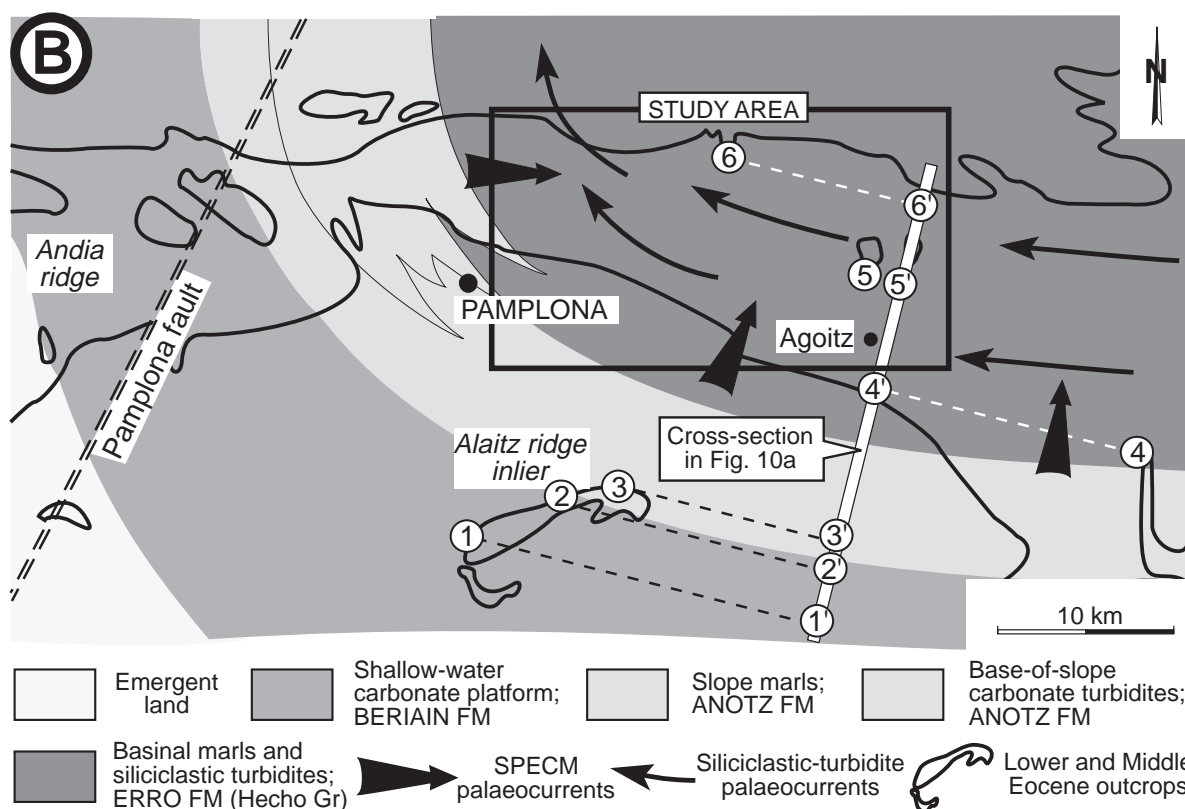 B
N
STUDY AREA
6
6'
Andia
ridge
5
5'
PAMPLONA
Agoitz
Pamplona fault
4'
Alaitz ridge
inlier
Cross-section
in Fig. 10a
4
2
3
1
3'
2'
1'
10 km
Emergent
land
Shallow-water
carbonate platform;
BERIAIN FM
Slope marls;
ANOTZ FM
Base-of-slope
carbonate turbidites;
ANOTZ FM
Basinal marls and
siliciclastic turbidites;
ERRO FM (Hecho Gr)
SPECM
palaeocurrents
Siliciclastic-turbidite
palaeocurrents
Lower and Middle
Eocene outcrops